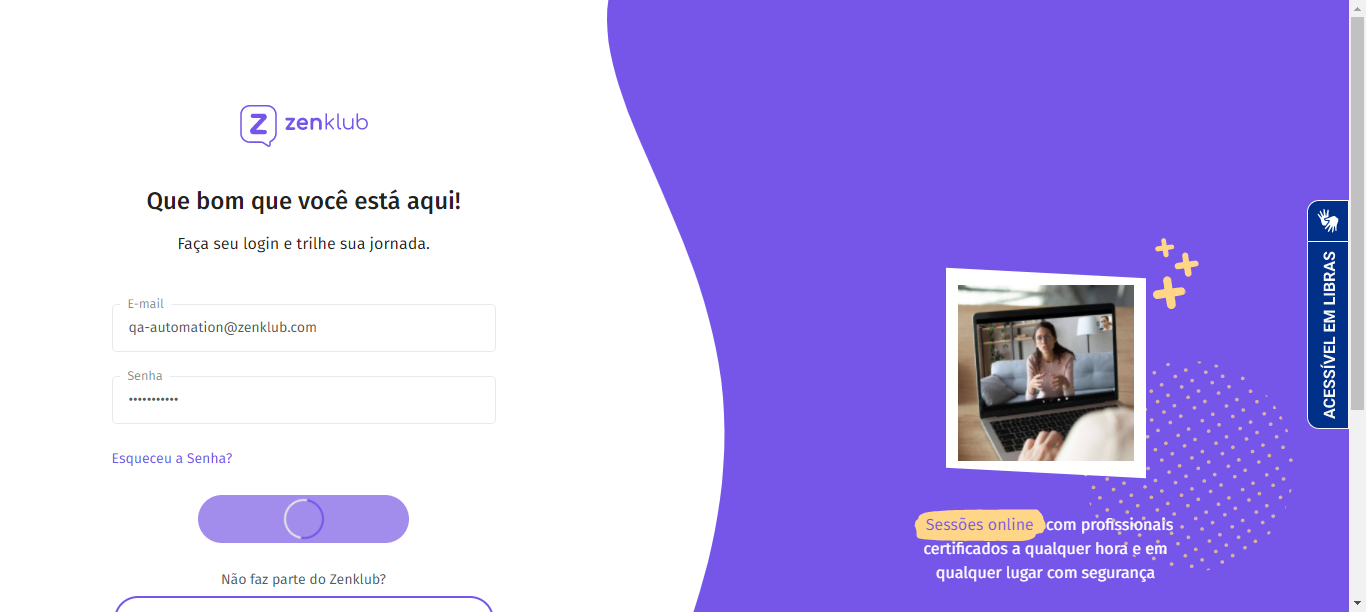 zenklub
Que bom que você está aqui!
Faça seu login e trilhe sua jornada.
E-mail
qa-automation@zenklub.com
Senha
•••••••••••
Esqueceu a Senha?
Não faz parte do Zenklub?
Sessões online com profissionais
certificados a qualquer hora e em
qualquer lugar com segurança
ACESSÍVEL EM LIBRAS